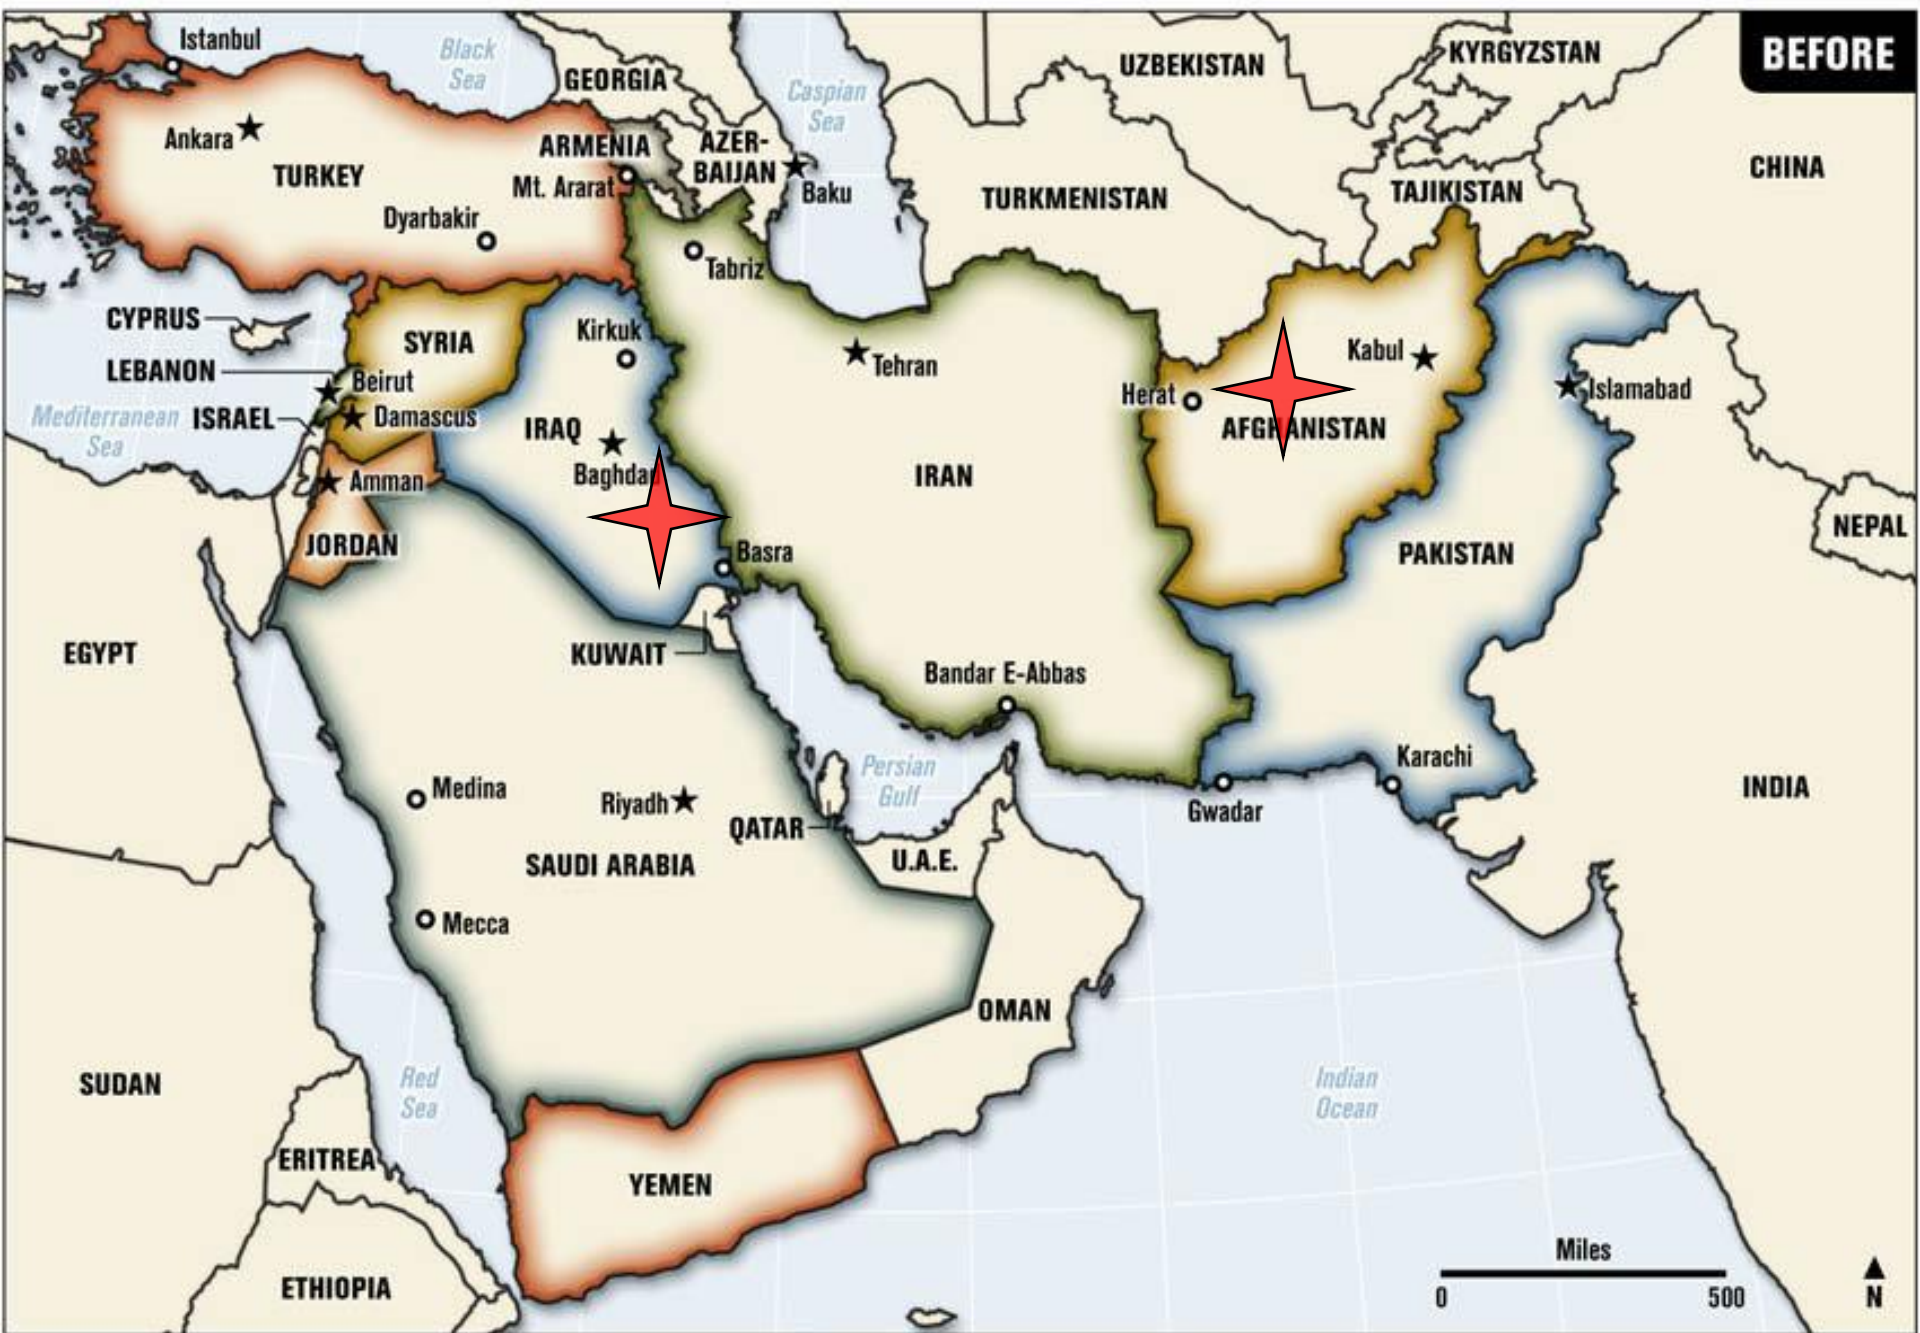 BEFORE
Istanbul
Black
Sea
GEORGIA
Caspian
Sea
UZBEKISTAN
KYRGYZSTAN
Ankara
TURKEY
ARMENIA
Mt. Ararat
AZER-
BAIJAN
Baku
TURKMENISTAN
TAJIKISTAN
CHINA
Dyarbakir
Tabriz
CYPRUS
SYRIA
Kirkuk
Tehran
Kabul
LEBANON
Beirut
Herat
Islamabad
Mediterranean
Sea
ISRAEL
Damascus
IRAQ
AFGHANISTAN
Baghdad
IRAN
Amman
JORDAN
Basra
PAKISTAN
NEPAL
EGYPT
KUWAIT
Bandar E-Abbas
Karachi
Persian
Gulf
Medina
Riyadh
QATAR
Gwadar
INDIA
SAUDI ARABIA
U.A.E.
Mecca
OMAN
SUDAN
Red
Sea
Indian
Ocean
ERITREA
YEMEN
ETHIOPIA
Miles
0
500
N